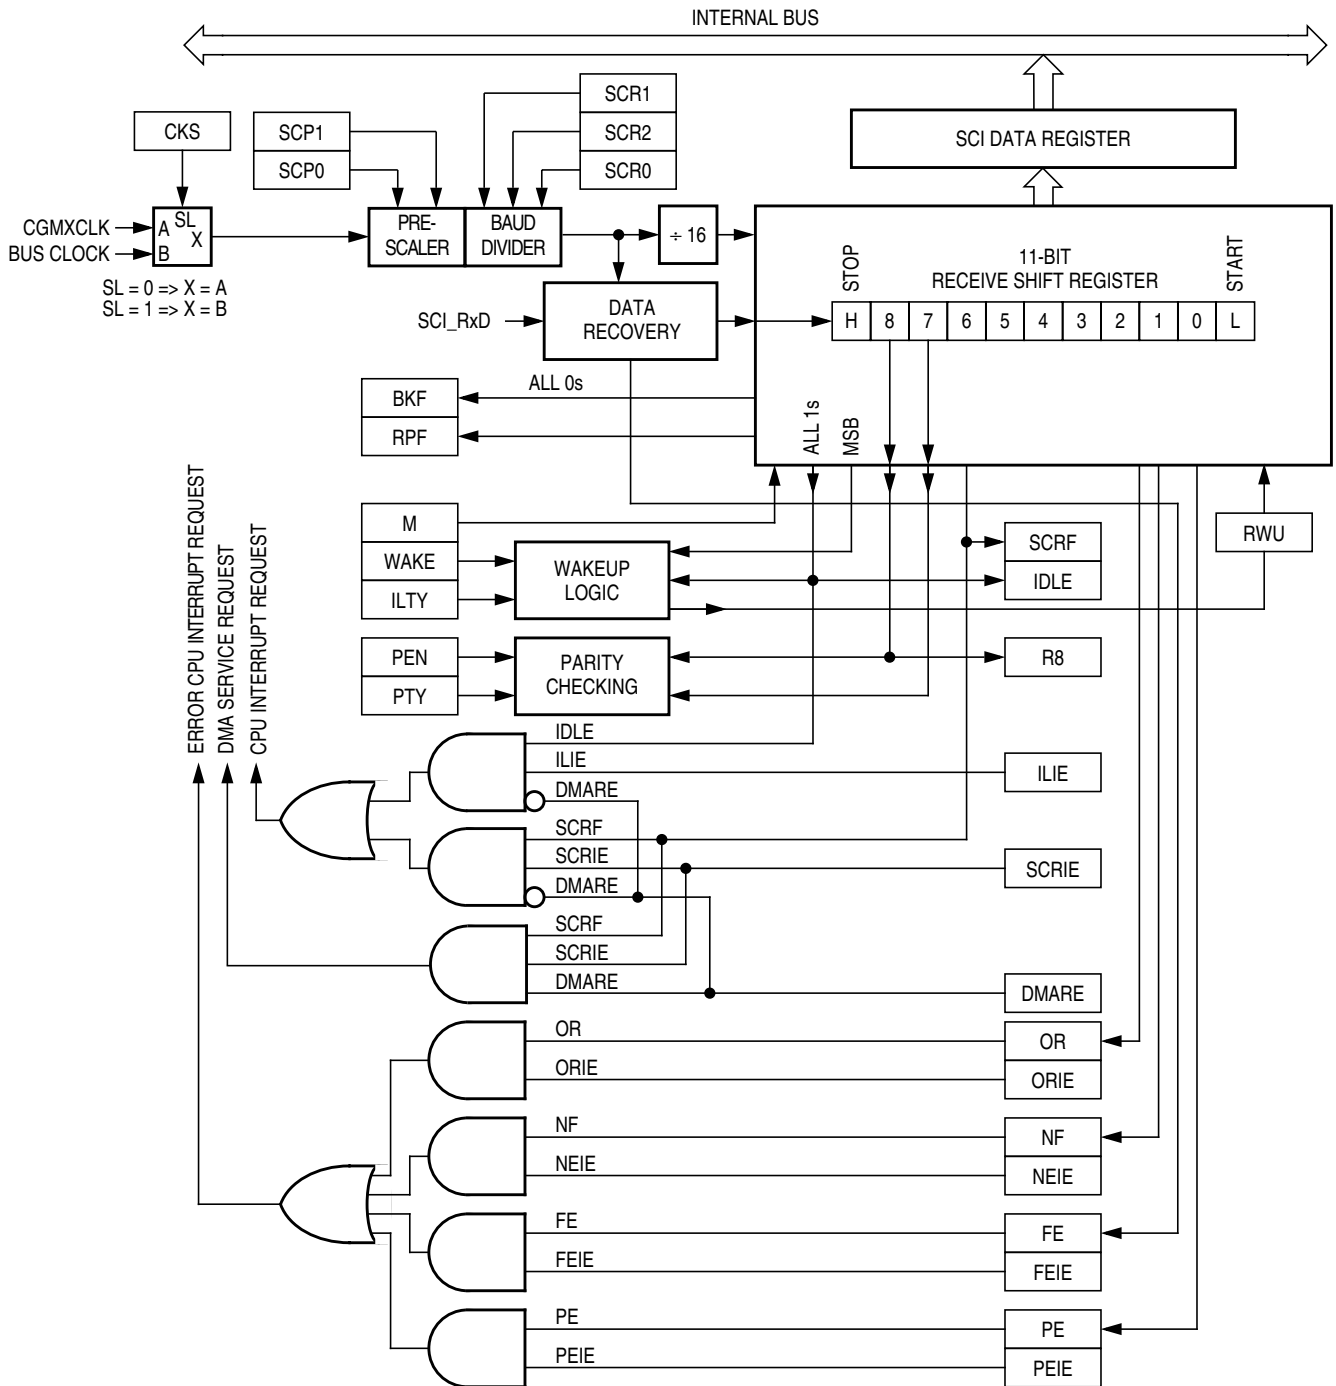 INTERNAL BUS
SCR1
SCR2
SCR0
CKS
SCP1
SCP0
SCI DATA REGISTER
CGMXCLK
BUS CLOCK
A SL
X
B
SL = 0 => X = A
SL = 1 => X = B
PRE-
SCALER
BAUD
DIVIDER
÷ 16
STOP
11-BIT
RECEIVE SHIFT REGISTER
START
SCI_RxD
DATA
RECOVERY
H 8 7 6 5 4 3 2 1 0 L
ALL 0s
BKF
RPF
ALL 1s
MSB
ERROR CPU INTERRUPT REQUEST
DMA SERVICE REQUEST
CPU INTERRUPT REQUEST
M
WAKE
ILTY
WAKEUP
LOGIC
SCRF
IDLE
RWU
PEN
PTY
PARITY
CHECKING
R8
IDLE
ILIE
DMARE
ILIE
SCRF
SCRIE
DMARE
SCRIE
SCRF
SCRIE
DMARE
DMARE
OR
ORIE
OR
ORIE
NF
NEIE
NF
NEIE
FE
FEIE
FE
FEIE
PE
PEIE
PE
PEIE